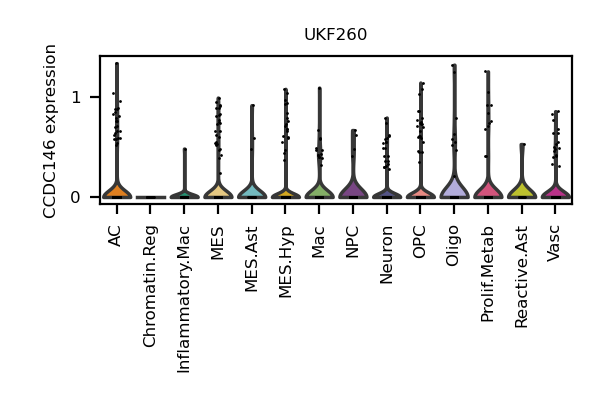 UKF260
CCDC146 expression
1
0
AC
Chromatin.Reg
Inflammatory.Mac
MES
MES.Ast
MES.Hyp
Mac
NPC
Neuron
OPC
Oligo
Prolif.Metab
Reactive.Ast
Vasc